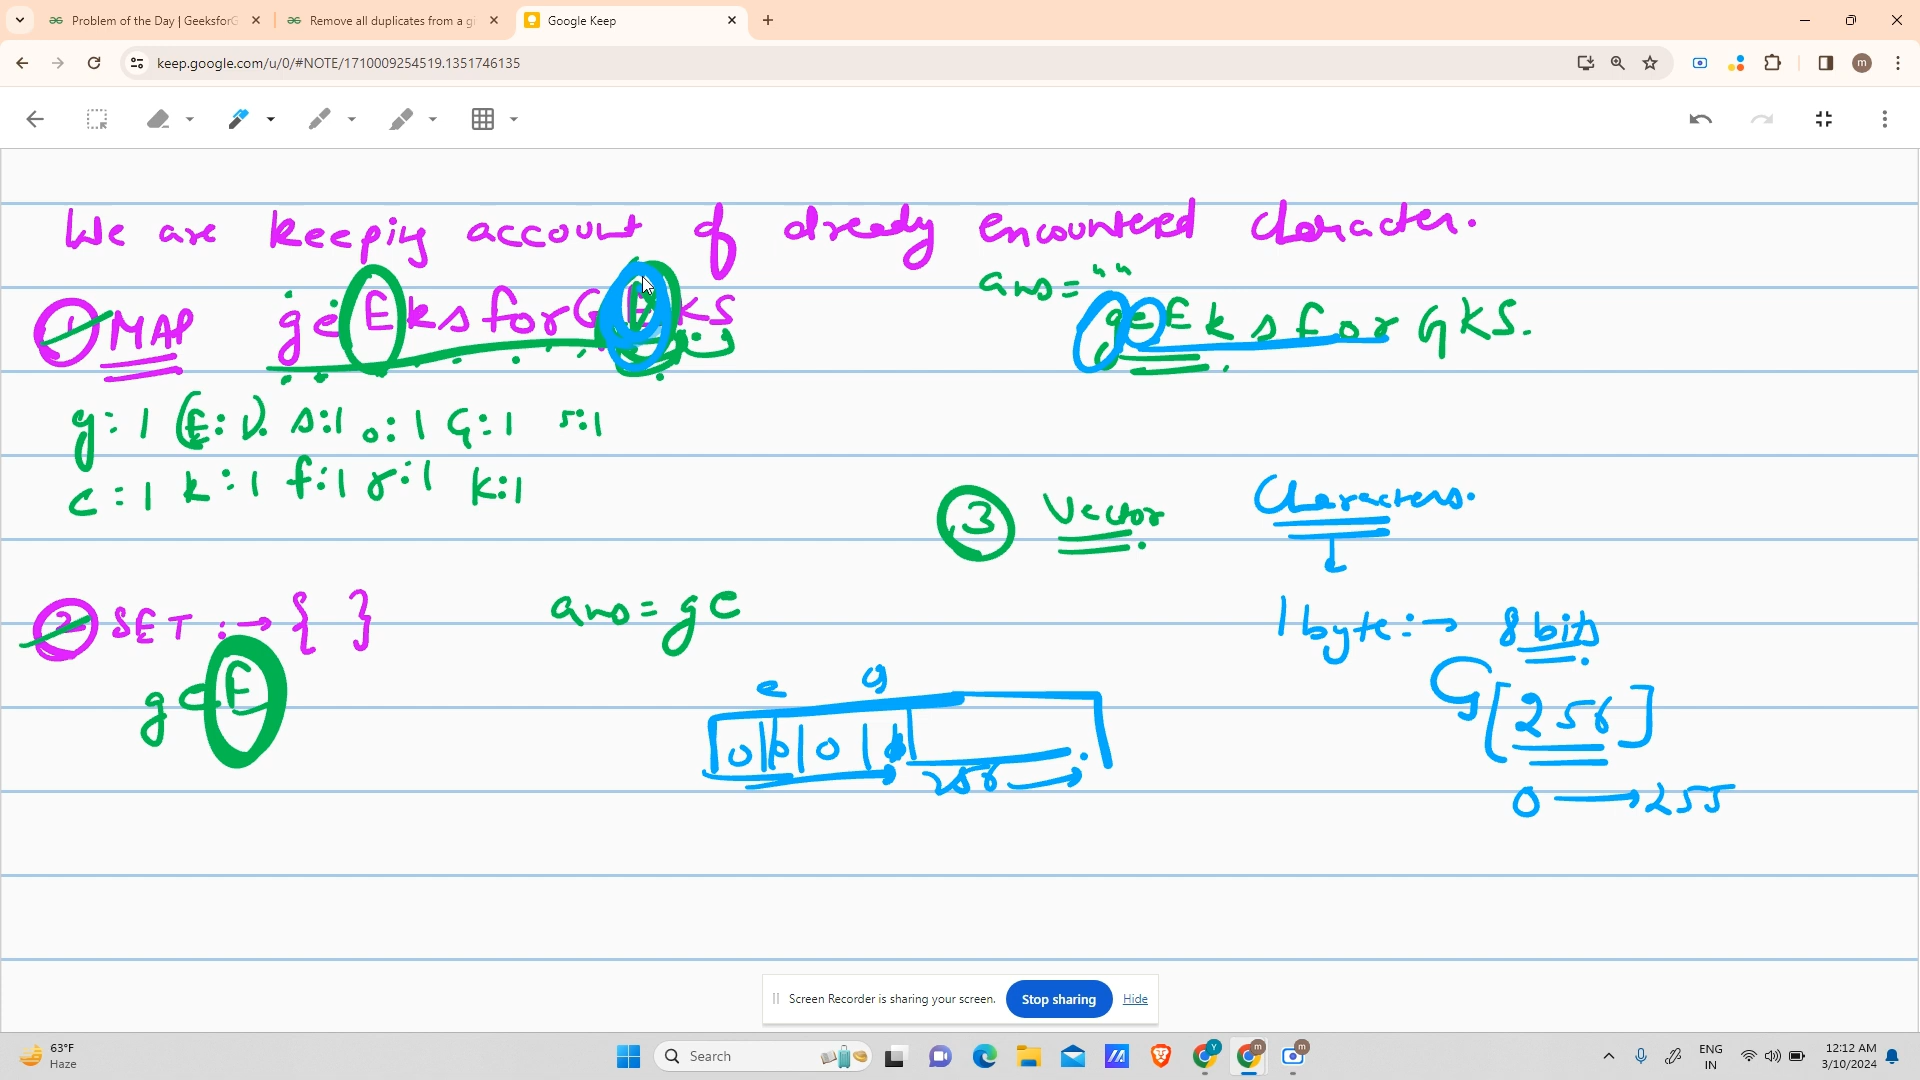 Problem of the Day | GeeksforG
Remove all duplicates from a gi
Google Keep
keep.google.com/u/0/#NOTE/1710009254519.1351746135
We are keeping account of already encountered character.
ans = " "
1 MAP geEksforGEKS
geEksforGKS.
g:1 (E:1). s:1 o:1 G:1 s:1
e:1 k:1 f:1 r:1 k:1
3 Vector Characters.
2 SET :→ { } ans = ge
1 byte :→ 8 bits
geE
e g
[256]
0 0 0
256
0 → 255
Screen Recorder is sharing your screen. Stop sharing Hide
63°F
Haze
Search
ENG
IN
12:12 AM
3/10/2024